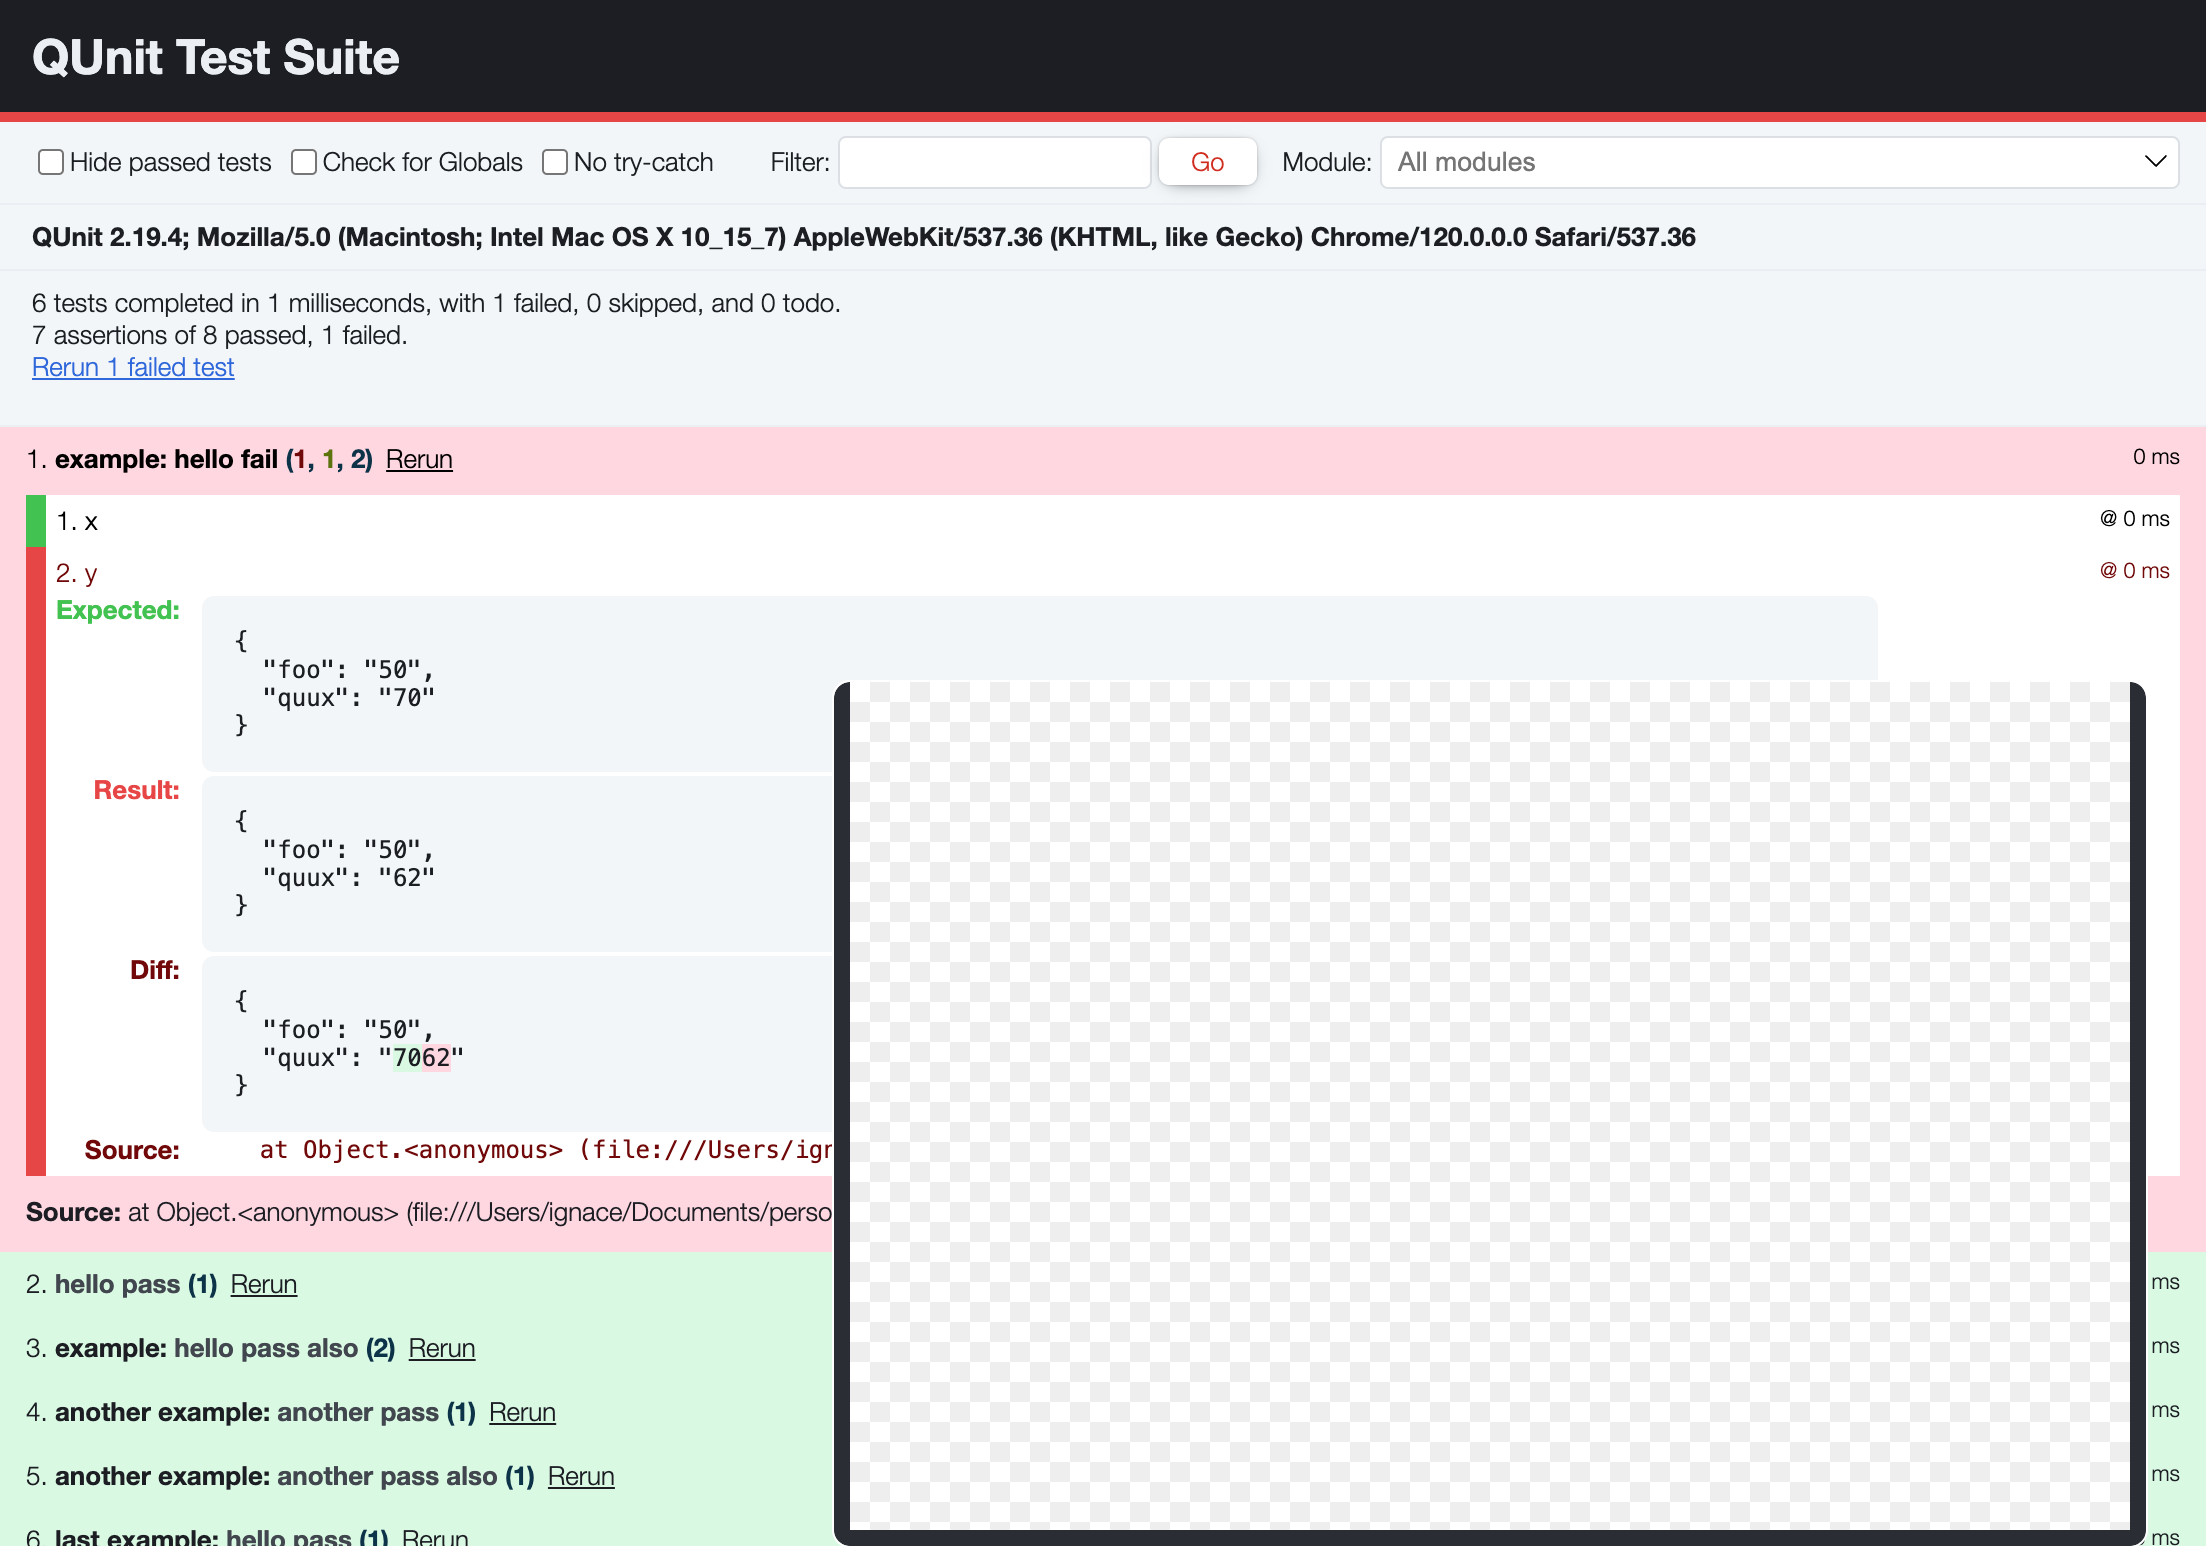 QUnit Test Suite
Hide passed tests Check for Globals No try-catch Filter: Go Module: All modules
QUnit 2.19.4; Mozilla/5.0 (Macintosh; Intel Mac OS X 10_15_7) AppleWebKit/537.36 (KHTML, like Gecko) Chrome/120.0.0.0 Safari/537.36
6 tests completed in 1 milliseconds, with 1 failed, 0 skipped, and 0 todo.
7 assertions of 8 passed, 1 failed.
Rerun 1 failed test
1. example: hello fail (1, 1, 2) Rerun 0 ms
1. x @ 0 ms
2. y @ 0 ms
Expected:
{
"foo": "50",
"quux": "70"
}
Result:
{
"foo": "50",
"quux": "62"
}
Diff:
{
"foo": "50",
"quux": "7062"
}
Source: at Object.<anonymous> (file:///Users/ign
Source: at Object.<anonymous> (file:///Users/ignace/Documents/perso
2. hello pass (1) Rerun ms
3. example: hello pass also (2) Rerun ms
4. another example: another pass (1) Rerun ms
5. another example: another pass also (1) Rerun ms
6. last example: hello pass (1) Rerun ms